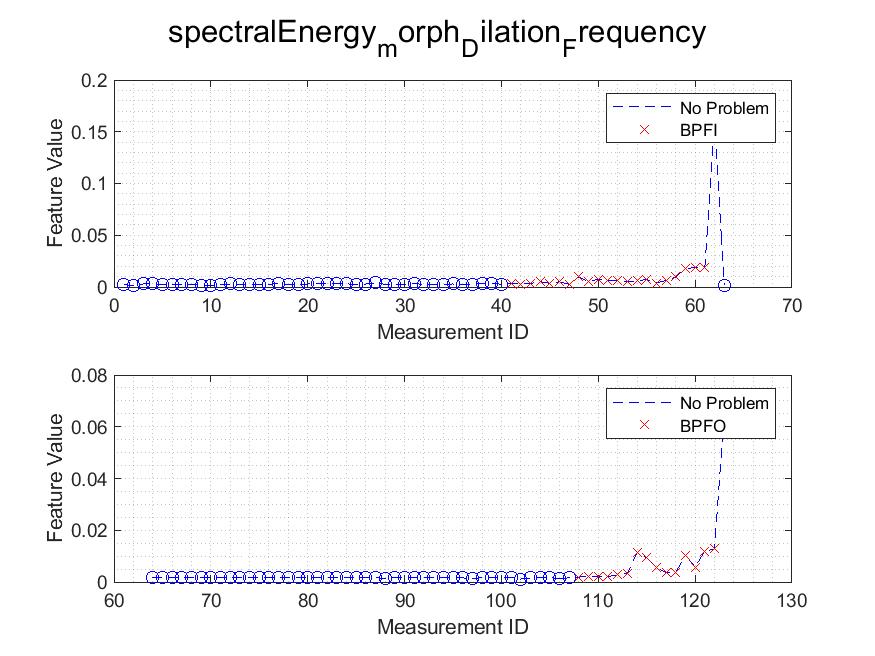 spectralEnergy_morph_Dilation_Frequency
0.2
0.15
0.1
0.05
0
Feature Value
No Problem
BPFI
0 10 20 30 40 50 60 70
Measurement ID
0.08
0.06
0.04
0.02
0
Feature Value
No Problem
BPFO
60 70 80 90 100 110 120 130
Measurement ID